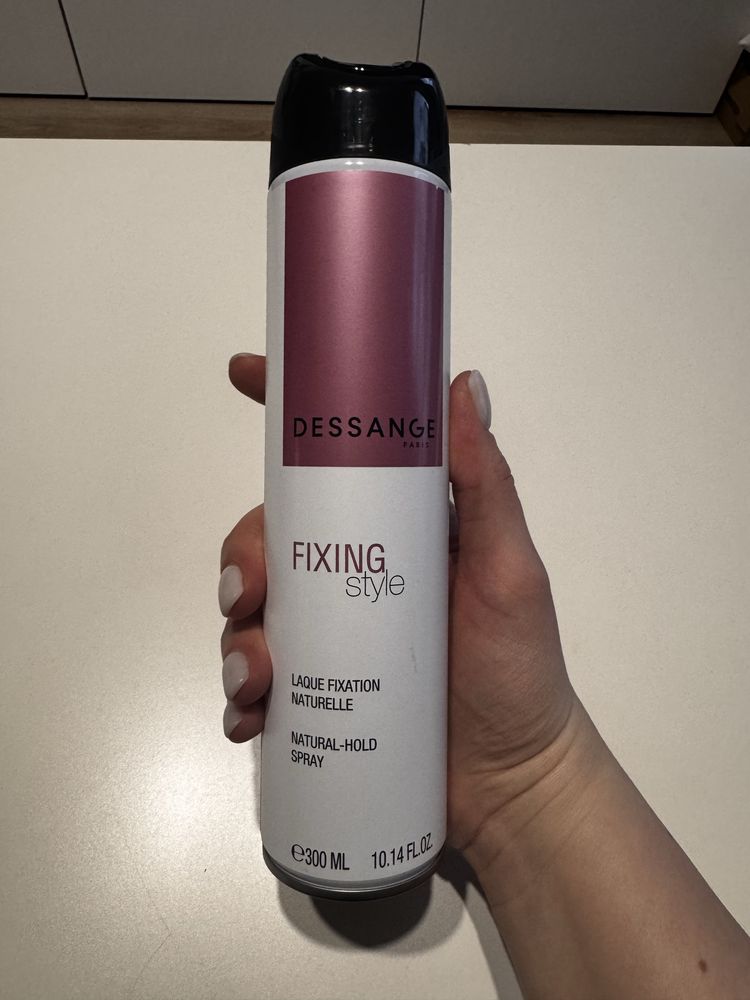 DESSANGE
PARIS
FIXING
style
LAQUE FIXATION
NATURELLE
NATURAL-HOLD
SPRAY
℮300 ML 10.14 FL.OZ.